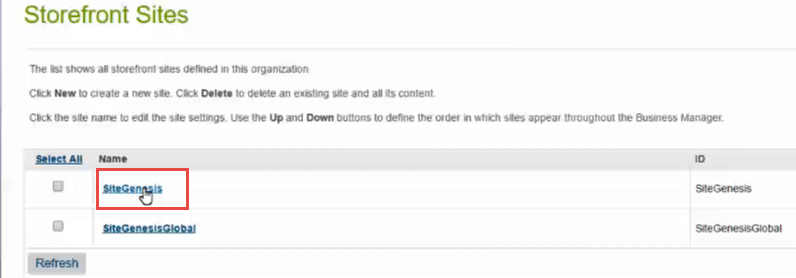 Storefront Sites
The list shows all storefront sites defined in this organization
Click New to create a new site. Click Delete to delete an existing site and all its content.
Click the site name to edit the site settings. Use the Up and Down buttons to define the order in which sites appear throughout the Business Manager.
Select All Name ID
SiteGenesis SiteGenesis
SiteGenesisGlobal SiteGenesisGlobal
Refresh